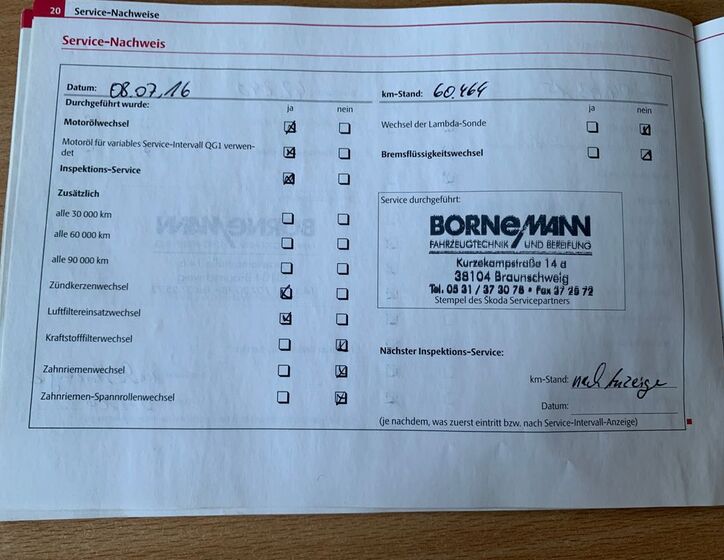 20 Service-Nachweise
Service-Nachweis
Datum: 08.07.16
Durchgeführt wurde: ja nein
Motorölwechsel
Motoröl für variables Service-Intervall QG1 verwen-
det
Inspektions-Service
Zusätzlich
alle 30 000 km
alle 60 000 km
alle 90 000 km
Zündkerzenwechsel
Luftfiltereinsatzwechsel
Kraftstofffilterwechsel
Zahnriemenwechsel
Zahnriemen-Spannrollenwechsel
km-Stand: 60.464
ja nein
Wechsel der Lambda-Sonde
Bremsflüssigkeitswechsel
Service durchgeführt:
BORNEMANN
FAHRZEUGTECHNIK UND BEREIFUNG
Kurzekampstraße 14 a
38104 Braunschweig
Tel. 05 31 / 37 30 78 • Fax 37 26 72
Stempel des Škoda Servicepartners
Nächster Inspektions-Service:
km-Stand: nach Anzeige
Datum:
(je nachdem, was zuerst eintritt bzw. nach Service-Intervall-Anzeige)